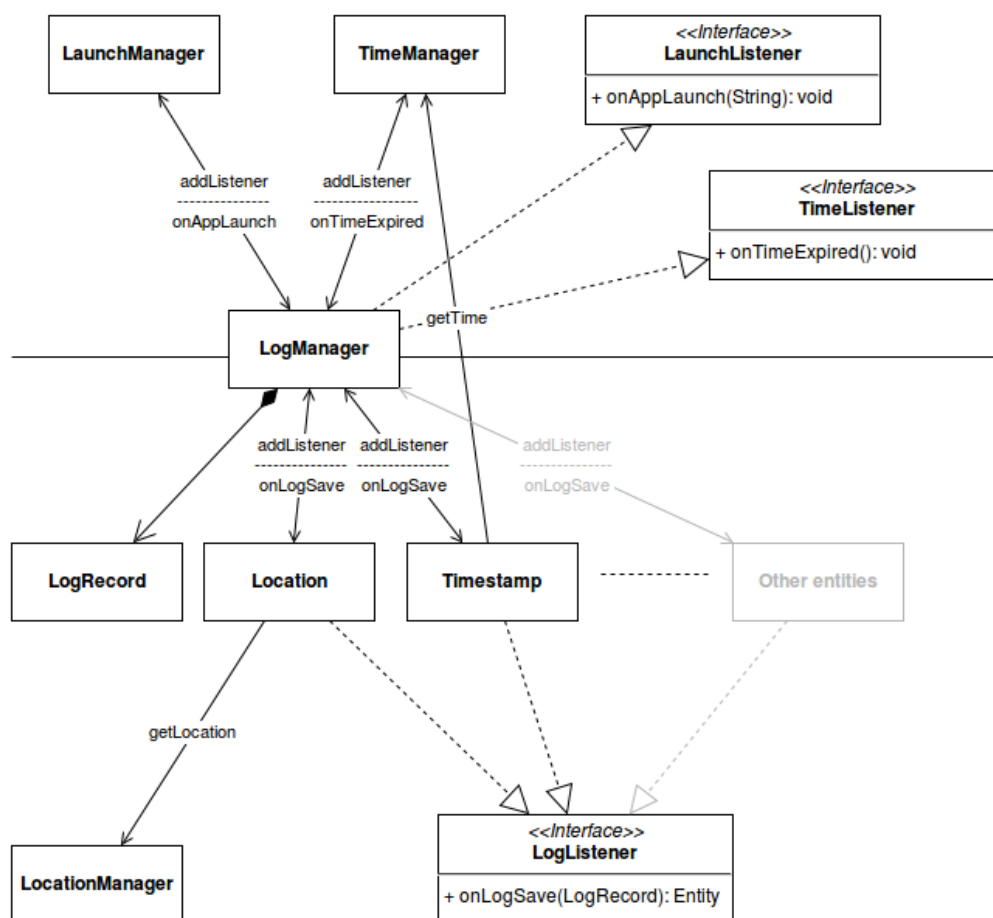 LaunchManager
TimeManager
<<Interface>>
LaunchListener
+ onAppLaunch(String): void
addListener
onAppLaunch
addListener
onTimeExpired
<<Interface>>
TimeListener
+ onTimeExpired(): void
getTime
LogManager
addListener
onLogSave
addListener
onLogSave
addListener
onLogSave
LogRecord
Location
Timestamp
Other entities
getLocation
LocationManager
<<Interface>>
LogListener
+ onLogSave(LogRecord): Entity